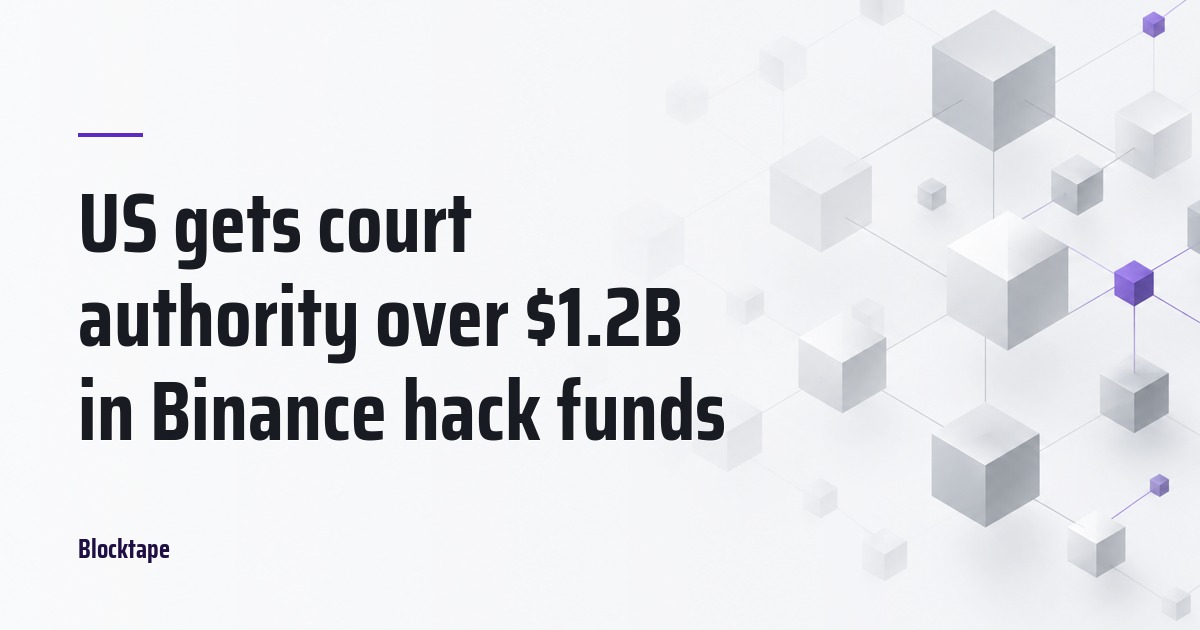 US gets court
authority over $1.2B
in Binance hack funds
Blocktape